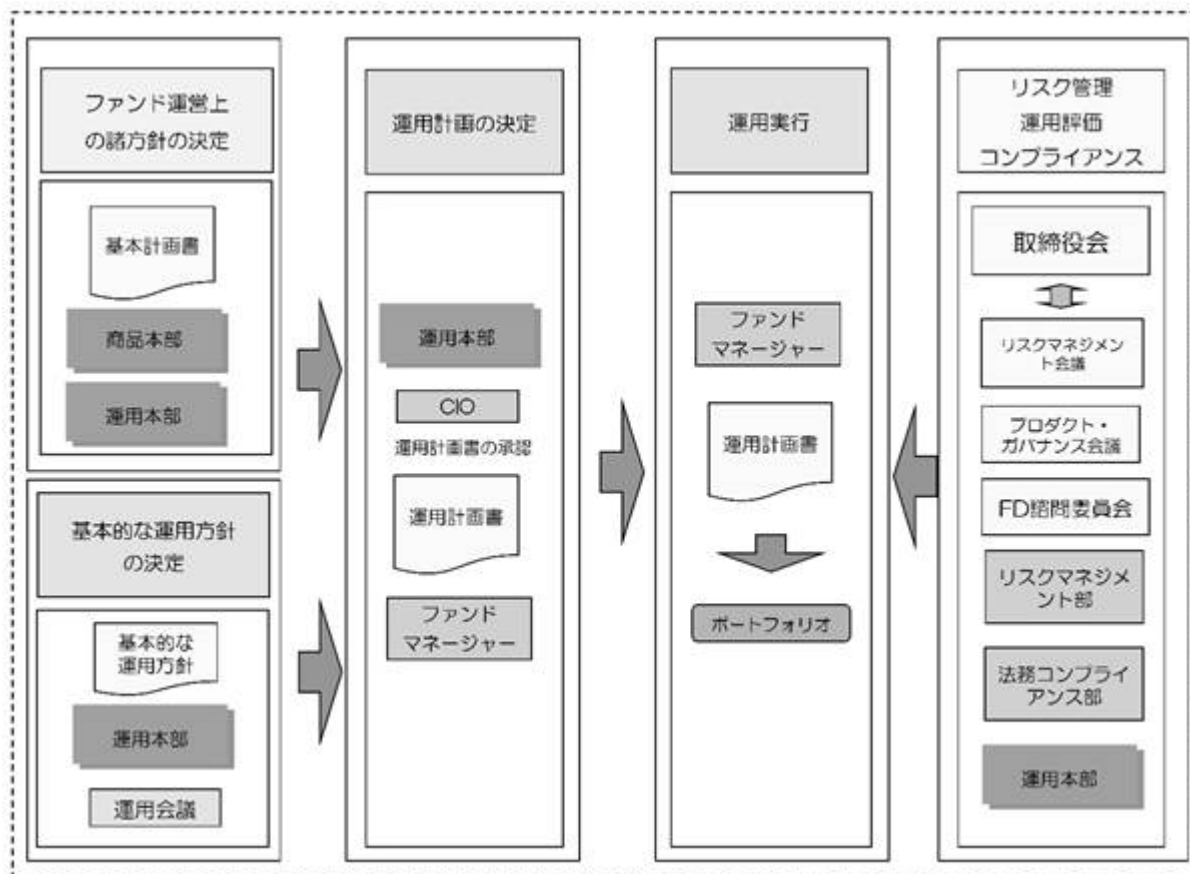 ファンド運営上
の諸方針の決定
基本計画書
商品本部
運用本部
基本的な運用方針
の決定
基本的な
運用方針
運用本部
運用会議
運用計画の決定
運用本部
CIO
運用計画書の承認
運用計画書
ファンド
マネージャー
運用実行
ファンド
マネージャー
運用計画書
ポートフォリオ
リスク管理
運用評価
コンプライアンス
取締役会
リスクマネジメン
ト会議
プロダクト・
ガバナンス会議
FD諮問委員会
リスクマネジメ
ント部
法務コンプライ
アンス部
運用本部